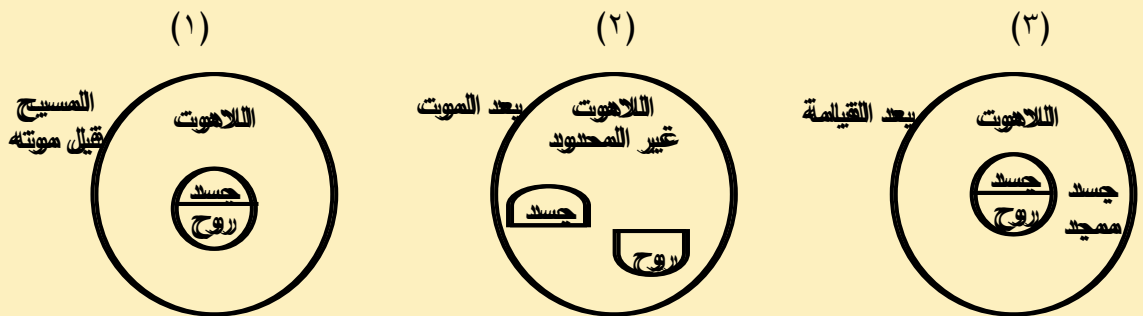 (١)
(٢)
(٣)
المسيح
قبل موته
اللاهوت
جسد
روح
بعد الموت
اللاهوت
غير المحدود
جسد
روح
بعد القيامة
اللاهوت
جسد
روح
جسد
ممجد